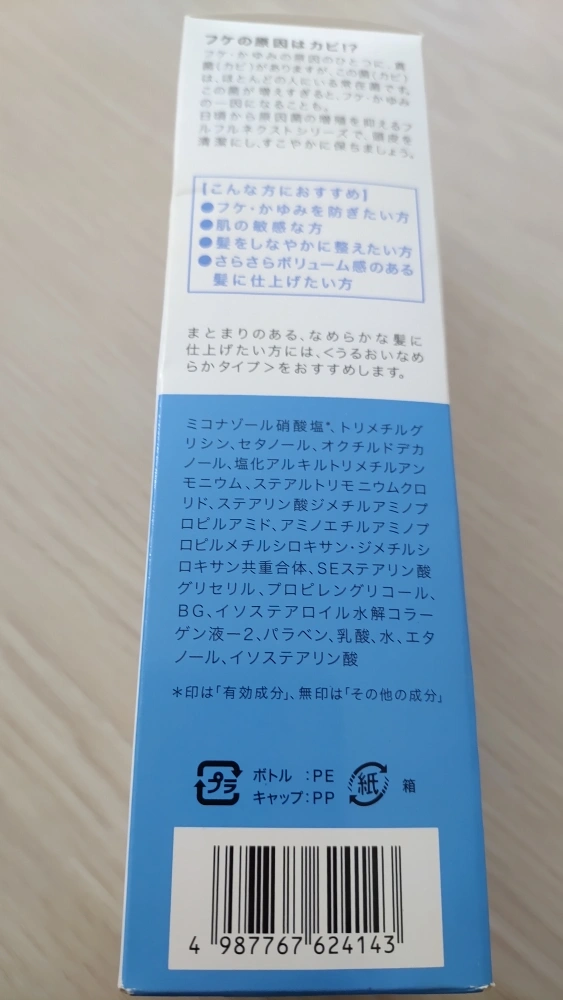 フケの原因はカビ!?
フケ・かゆみの原因のひとつに、真
菌(カビ)がありますが、この菌(カビ)
は、ほとんどの人にいる常在菌です。
この菌が増えすぎると、フケ・かゆみ
の一因になることも。
日頃から原因菌の増殖を抑えるフ
ルフルネクストシリーズで、頭皮を
清潔にし、すこやかに保ちましょう。
【こんな方におすすめ】
●フケ・かゆみを防ぎたい方
●肌の敏感な方
●髪をしなやかに整えたい方
●さらさらボリューム感のある
髪に仕上げたい方
まとまりのある、なめらかな髪に
仕上げたい方には、<うるおいなめ
らかタイプ>をおすすめします。
ミコナゾール硝酸塩*、トリメチルグ
リシン、セタノール、オクチルドデカ
ノール、塩化アルキルトリメチルアン
モニウム、ステアルトリモニウムクロ
リド、ステアリン酸ジメチルアミノプ
ロピルアミド、アミノエチルアミノプ
ロピルメチルシロキサン・ジメチルシ
ロキサン共重合体、SEステアリン酸
グリセリル、プロピレングリコール、
BG、イソステアロイル水解コラー
ゲン液ー2、パラベン、乳酸、水、エタ
ノール、イソステアリン酸
*印は「有効成分」、無印は「その他の成分」
プラ ボトル :PE
キャップ:PP
紙 箱
4 987767 624143